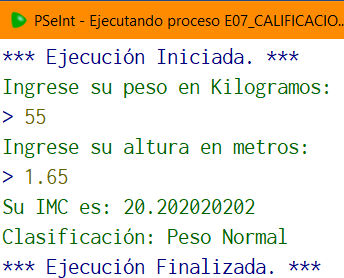 PSeInt - Ejecutando proceso E07_CALIFICACIO...
*** Ejecución Iniciada. ***
Ingrese su peso en Kilogramos:
> 55
Ingrese su altura en metros:
> 1.65
Su IMC es: 20.202020202
Clasificación: Peso Normal
*** Ejecución Finalizada. ***